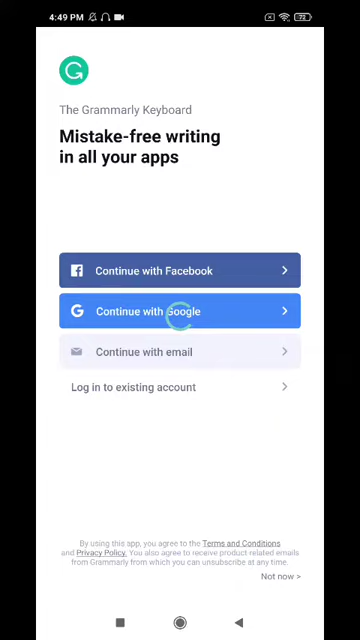 4:49 PM
72
The Grammarly Keyboard
Mistake-free writing
in all your apps
Continue with Facebook
Continue with Google
Continue with email
Log in to existing account
By using this app, you agree to the Terms and Conditions
and Privacy Policy. You also agree to receive product related emails
from Grammarly from which you can unsubscribe at any time.
Not now >